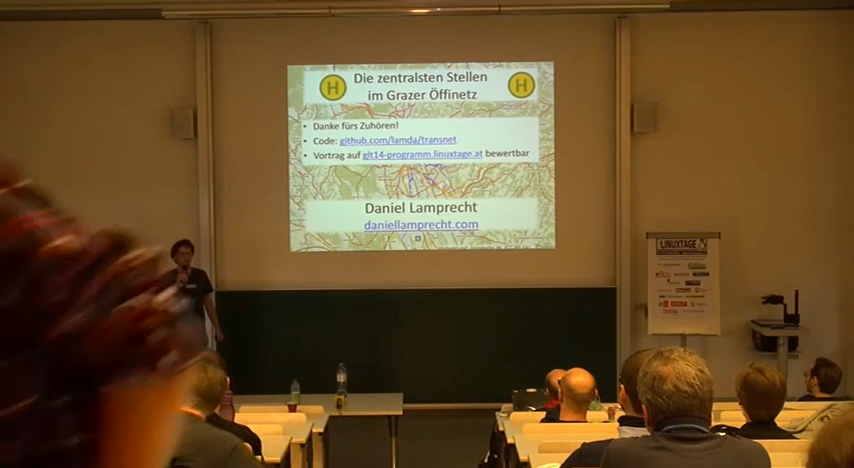 H
Die zentralsten Stellen
im Grazer Öffinetz
H
• Danke fürs Zuhören!
• Code: github.com/lamda/transnet
• Vortrag auf glt14-programm.linuxtage.at bewertbar
Daniel Lamprecht
daniellamprecht.com
LINUXTAGE